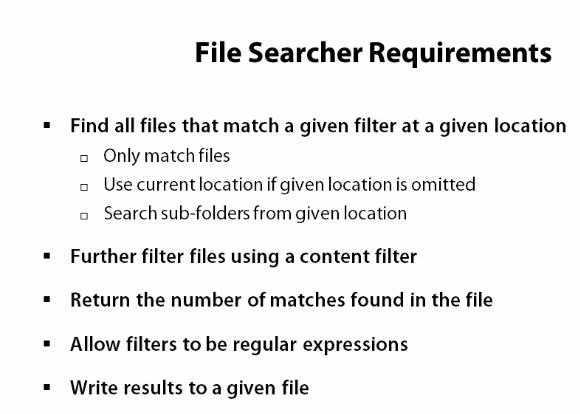 File Searcher Requirements
▪ Find all files that match a given filter at a given location
□ Only match files
□ Use current location if given location is omitted
□ Search sub-folders from given location
▪ Further filter files using a content filter
▪ Return the number of matches found in the file
▪ Allow filters to be regular expressions
▪ Write results to a given file